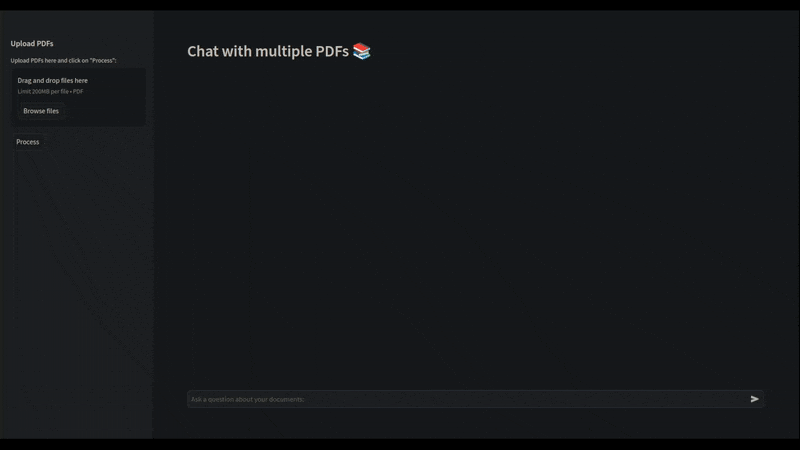 Upload PDFs
Upload PDFs here and click on "Process":
Drag and drop files here
Limit 200MB per file • PDF
Browse files
Process
Chat with multiple PDFs 📚
Ask a question about your documents: